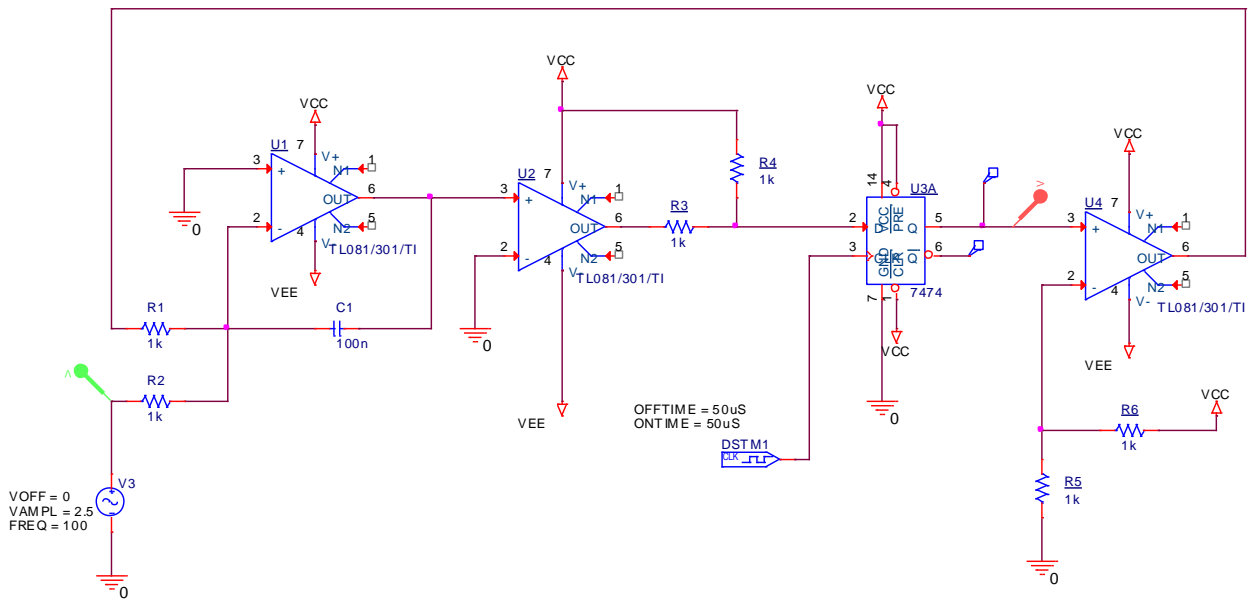 VCC
U1
3
7
V+
1
N1
+
OUT
6
2
-
N2
5
4
V-
TL081/301/TI
VEE
0
R1
1k
C1
100n
R2
1k
V
V3
VOFF = 0
VAMPL = 2.5
FREQ = 100
0
VCC
U2
3
7
V+
1
N1
+
OUT
6
2
-
N2
5
4
V-
TL081/301/TI
VEE
0
R4
1k
R3
1k
OFFTIME = 50uS
ONTIME = 50uS
DSTM1
CLK
VCC
14
4
U3A
VCC
PRE
2
D
Q
5
3
CLK
Q
6
GND
CLR
7
1
7474
VCC
0
V
VCC
U4
3
7
V+
1
N1
+
OUT
6
2
-
N2
5
4
V-
TL081/301/TI
VEE
R6
1k
VCC
R5
1k
0